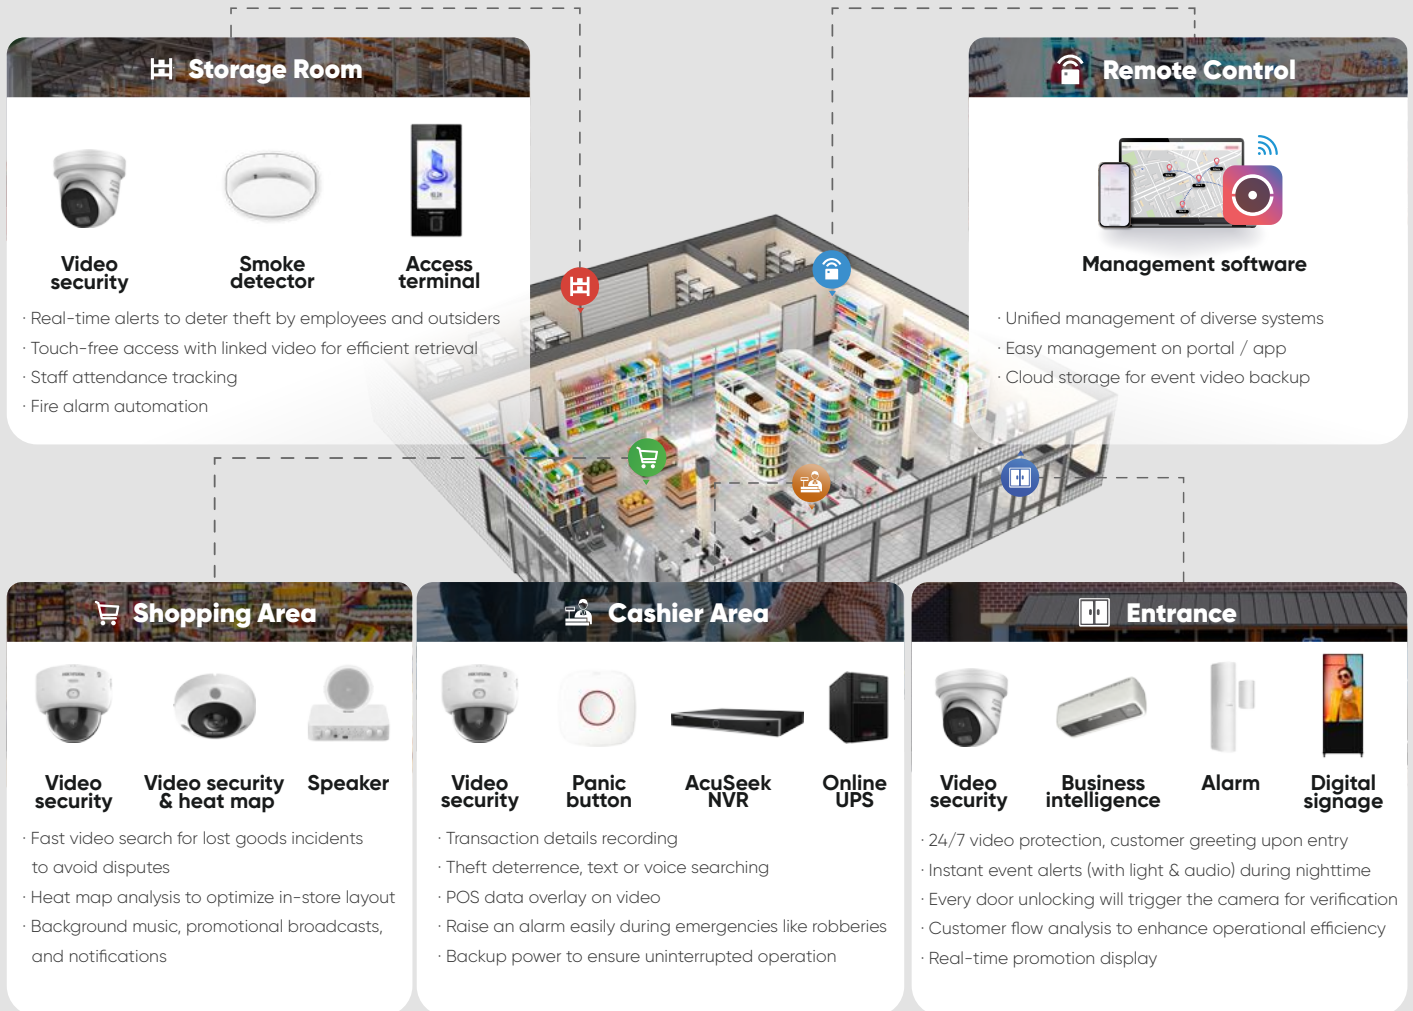 Storage Room
Video
security
Smoke
detector
Access
terminal
· Real-time alerts to deter theft by employees and outsiders
· Touch-free access with linked video for efficient retrieval
· Staff attendance tracking
· Fire alarm automation
Remote Control
Management software
· Unified management of diverse systems
· Easy management on portal / app
· Cloud storage for event video backup
Shopping Area
Video
security
Video security
& heat map
Speaker
· Fast video search for lost goods incidents
to avoid disputes
· Heat map analysis to optimize in-store layout
· Background music, promotional broadcasts,
and notifications
Cashier Area
Video
security
Panic
button
AcuSeek
NVR
Online
UPS
· Transaction details recording
· Theft deterrence, text or voice searching
· POS data overlay on video
· Raise an alarm easily during emergencies like robberies
· Backup power to ensure uninterrupted operation
Entrance
Video
security
Business
intelligence
Alarm
Digital
signage
· 24/7 video protection, customer greeting upon entry
· Instant event alerts (with light & audio) during nighttime
· Every door unlocking will trigger the camera for verification
· Customer flow analysis to enhance operational efficiency
· Real-time promotion display